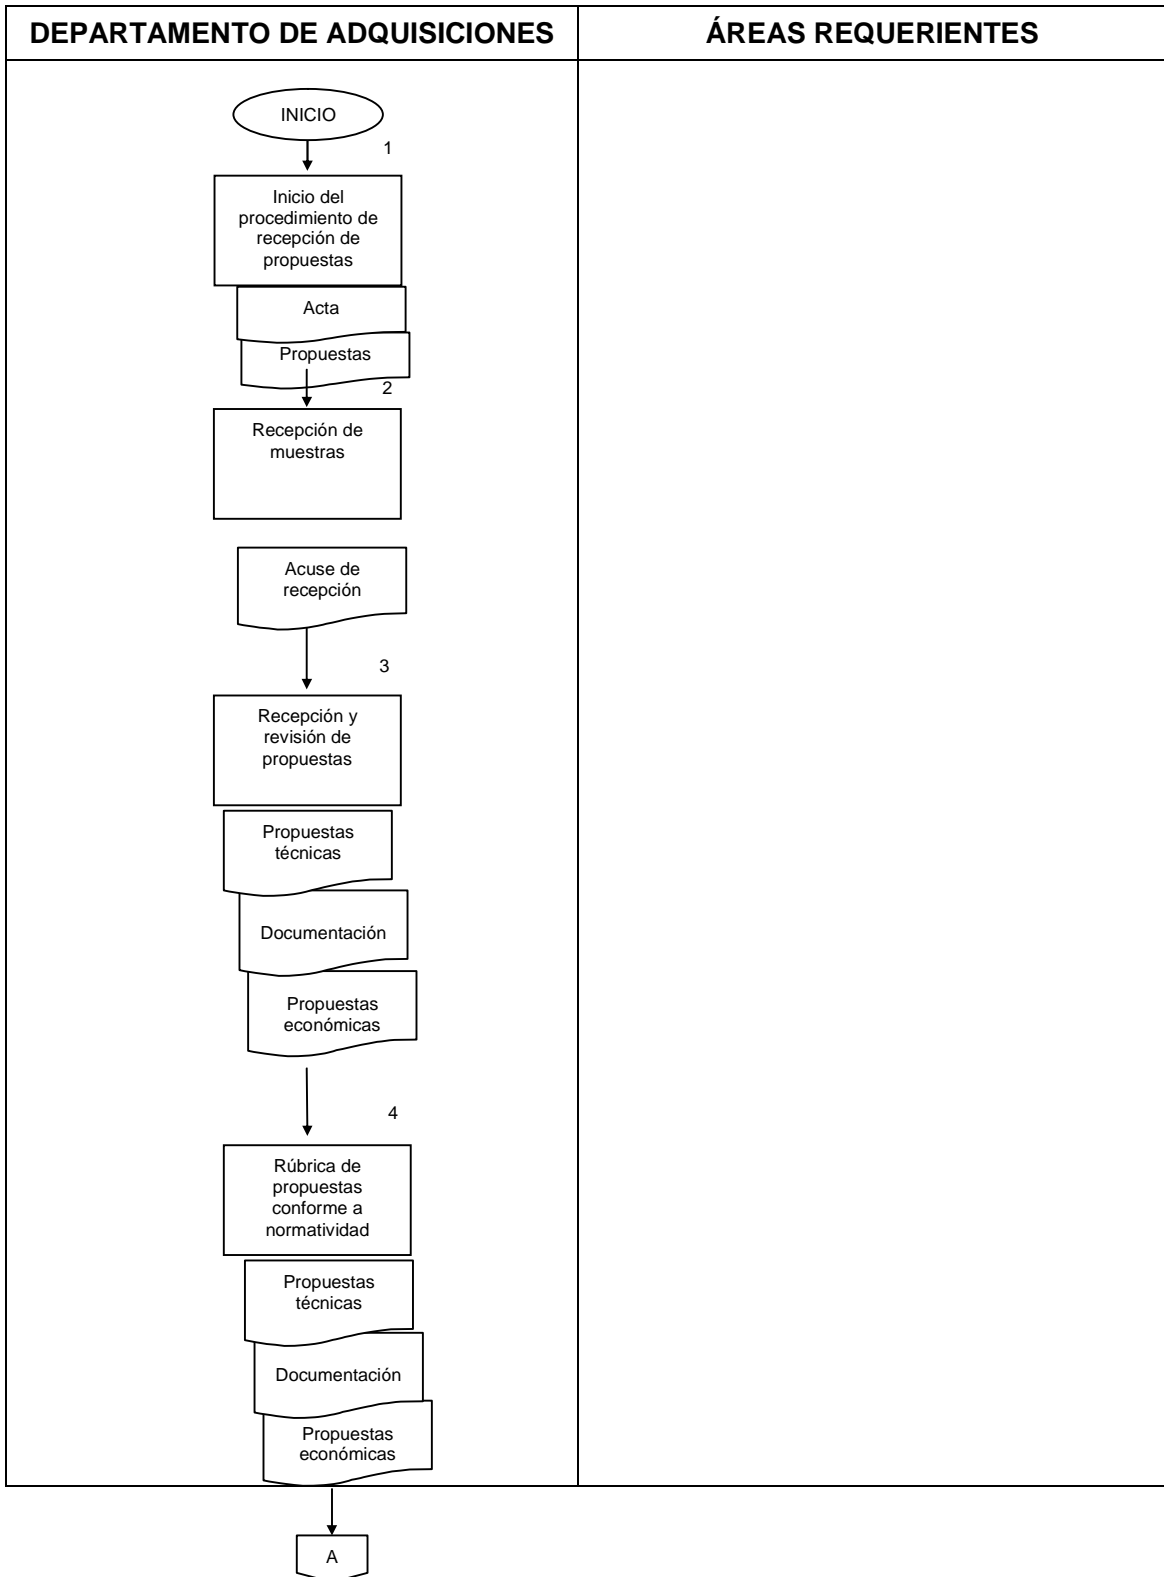 DEPARTAMENTO DE ADQUISICIONES
ÁREAS REQUERIENTES
INICIO
1
Inicio del
procedimiento de
recepción de
propuestas
Acta
Propuestas
2
Recepción de
muestras
Acuse de
recepción
3
Recepción y
revisión de
propuestas
Propuestas
técnicas
Documentación
Propuestas
económicas
4
Rúbrica de
propuestas
conforme a
normatividad
Propuestas
técnicas
Documentación
Propuestas
económicas
A